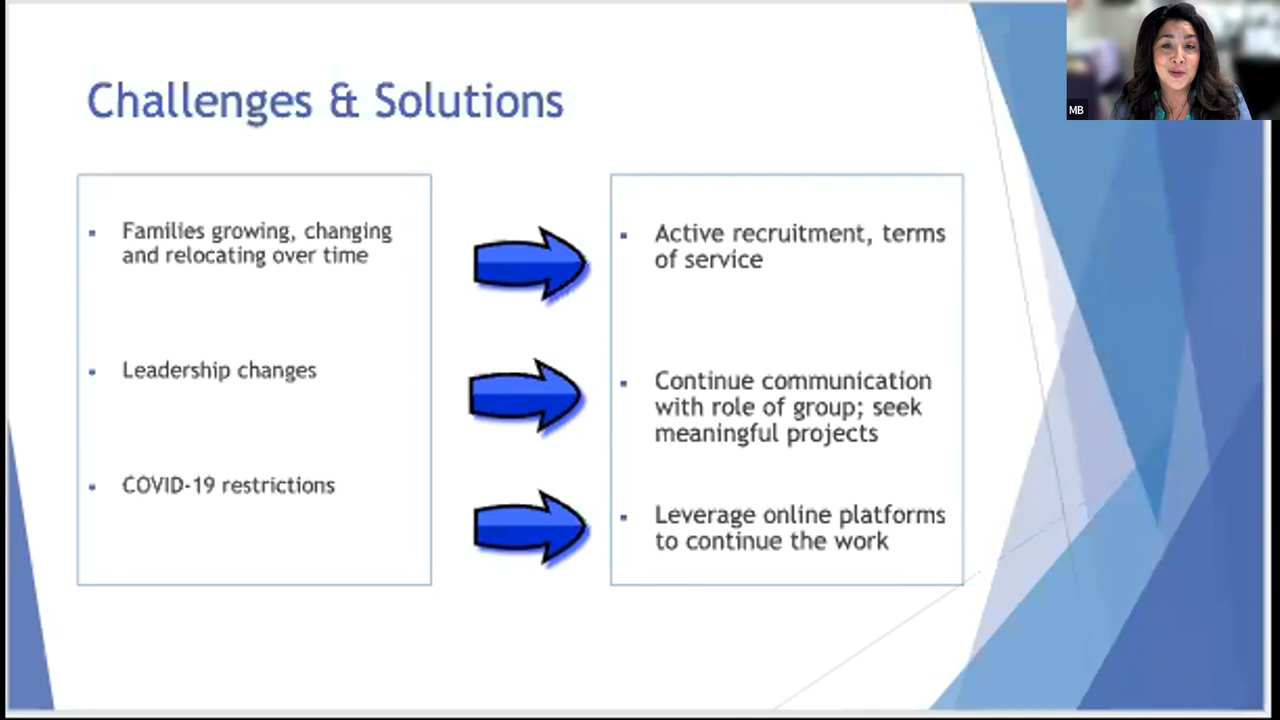 Challenges & Solutions
Families growing, changing
and relocating over time
Leadership changes
COVID-19 restrictions
Active recruitment, terms
of service
Continue communication
with role of group; seek
meaningful projects
Leverage online platforms
to continue the work
MB